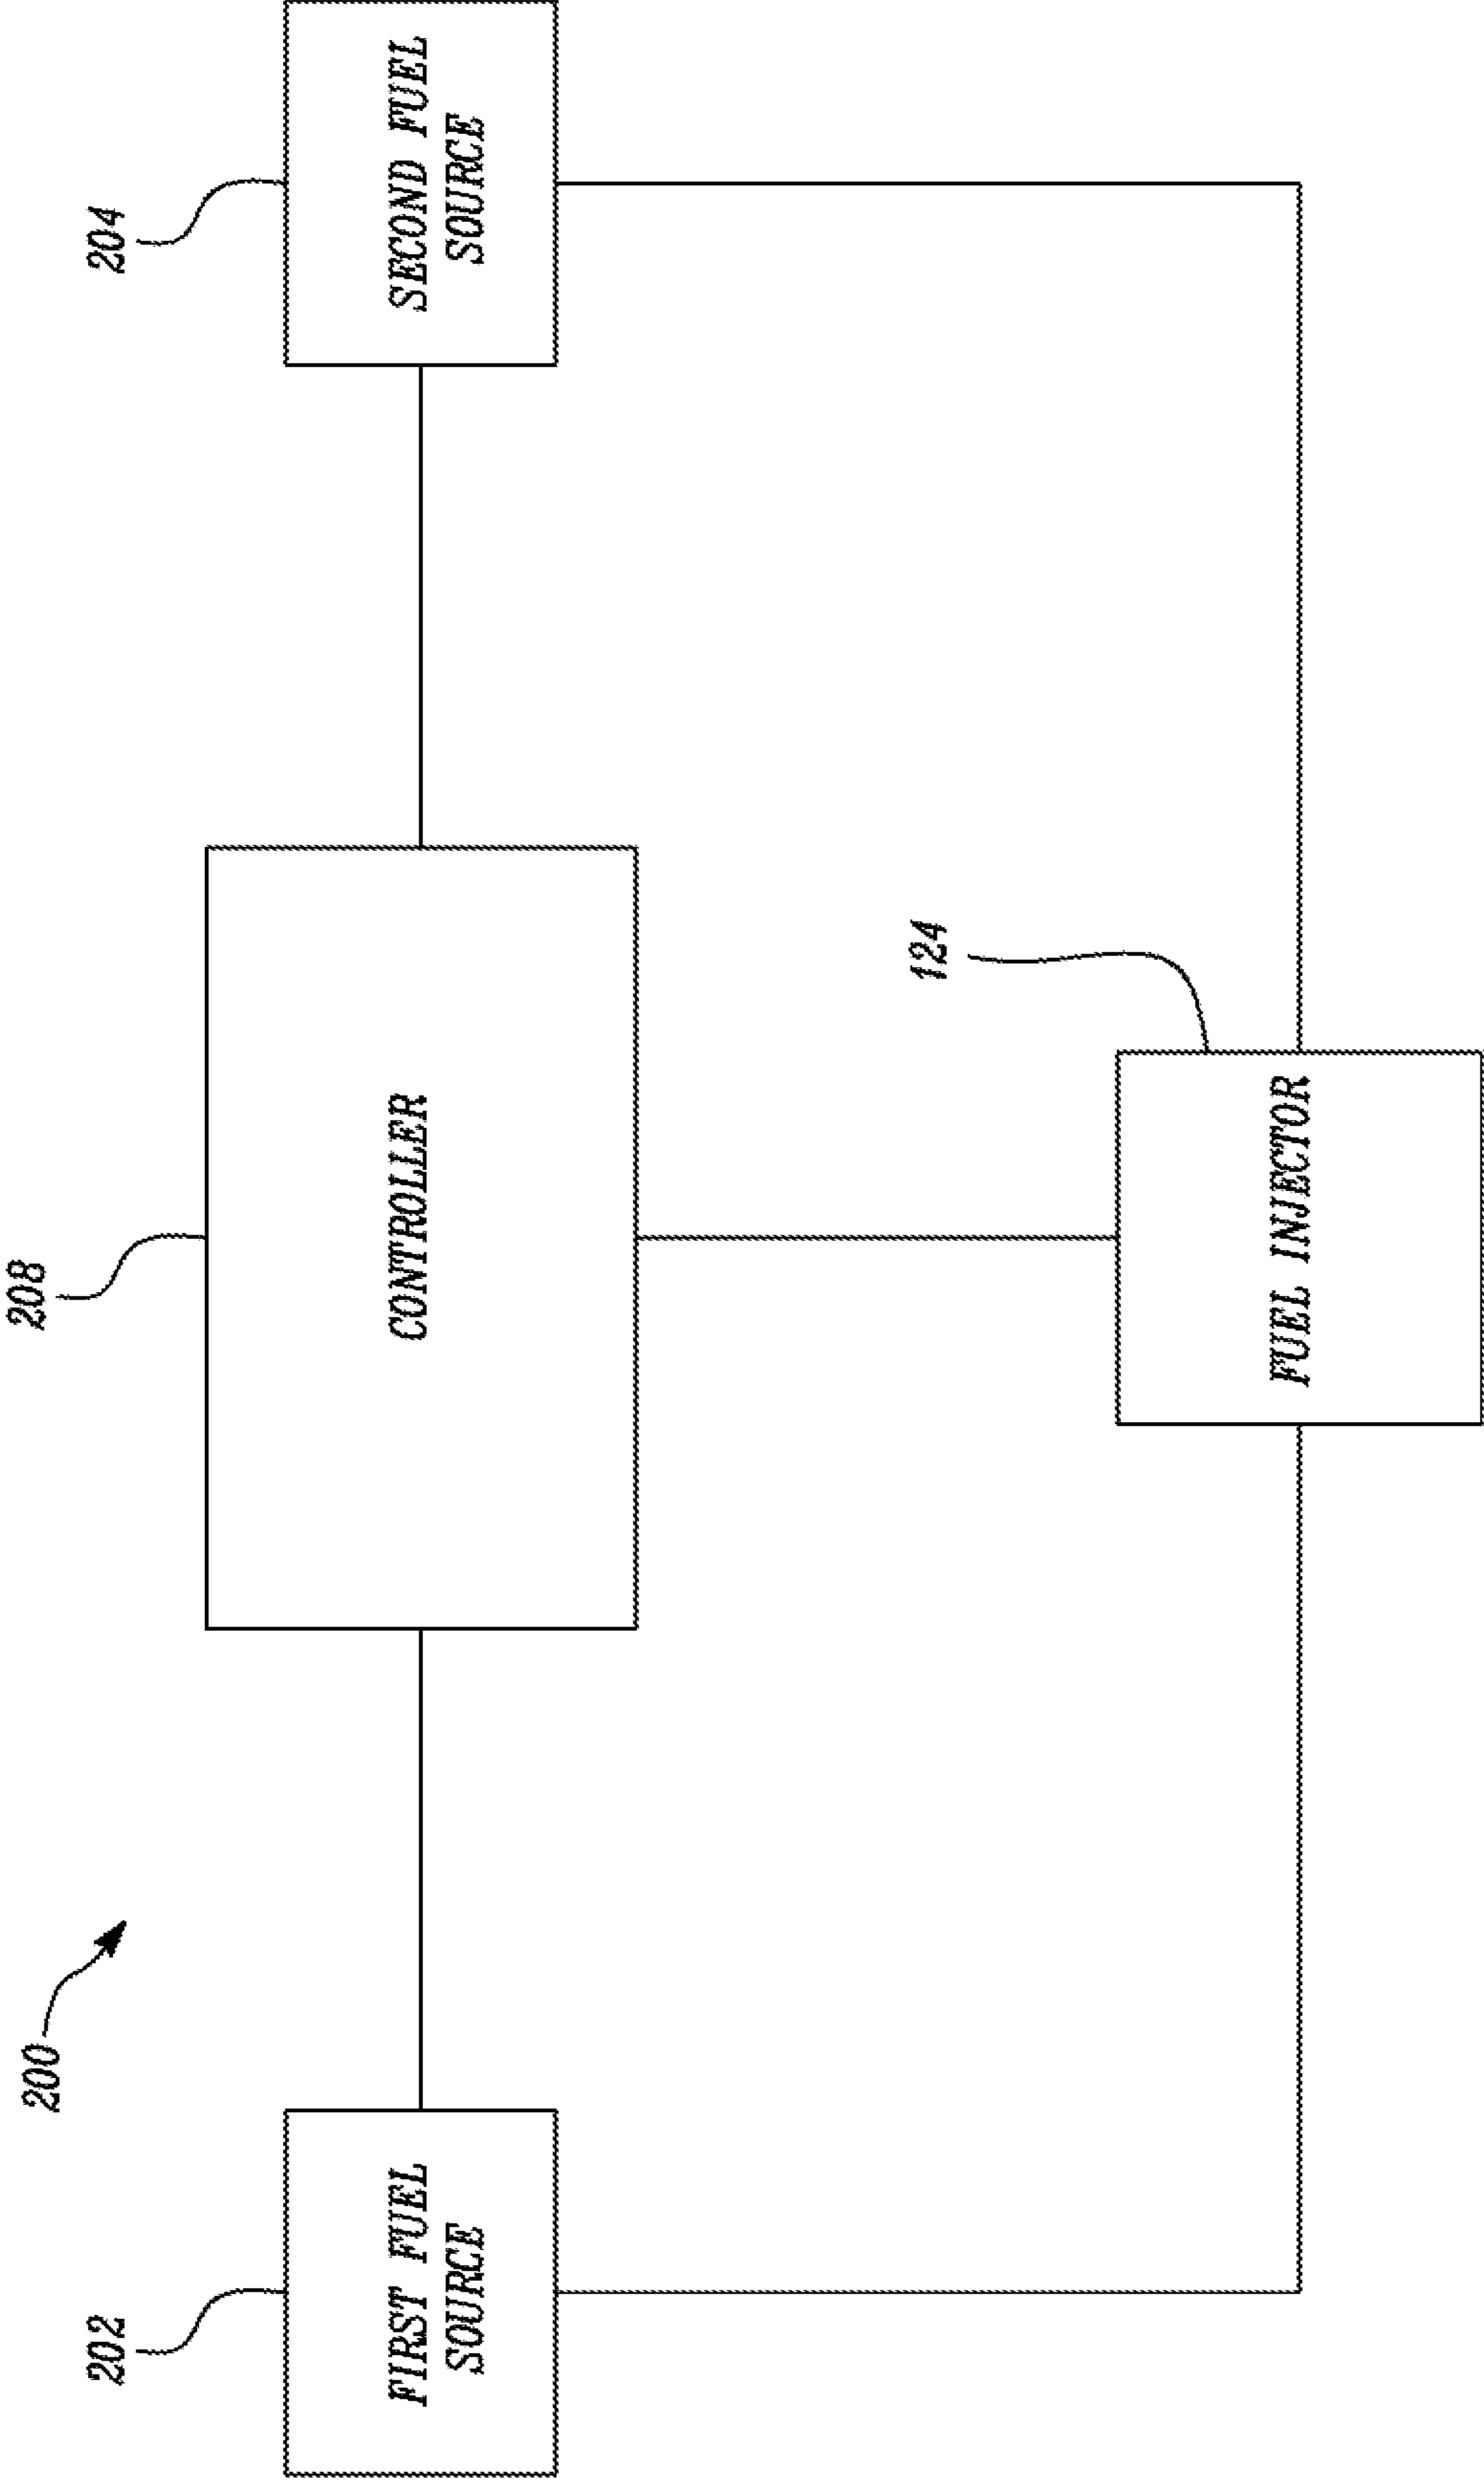 200
208
204
202
FIRST FUEL
SOURCE
CONTROLLER
SECOND FUEL
SOURCE
124
FUEL INJECTOR